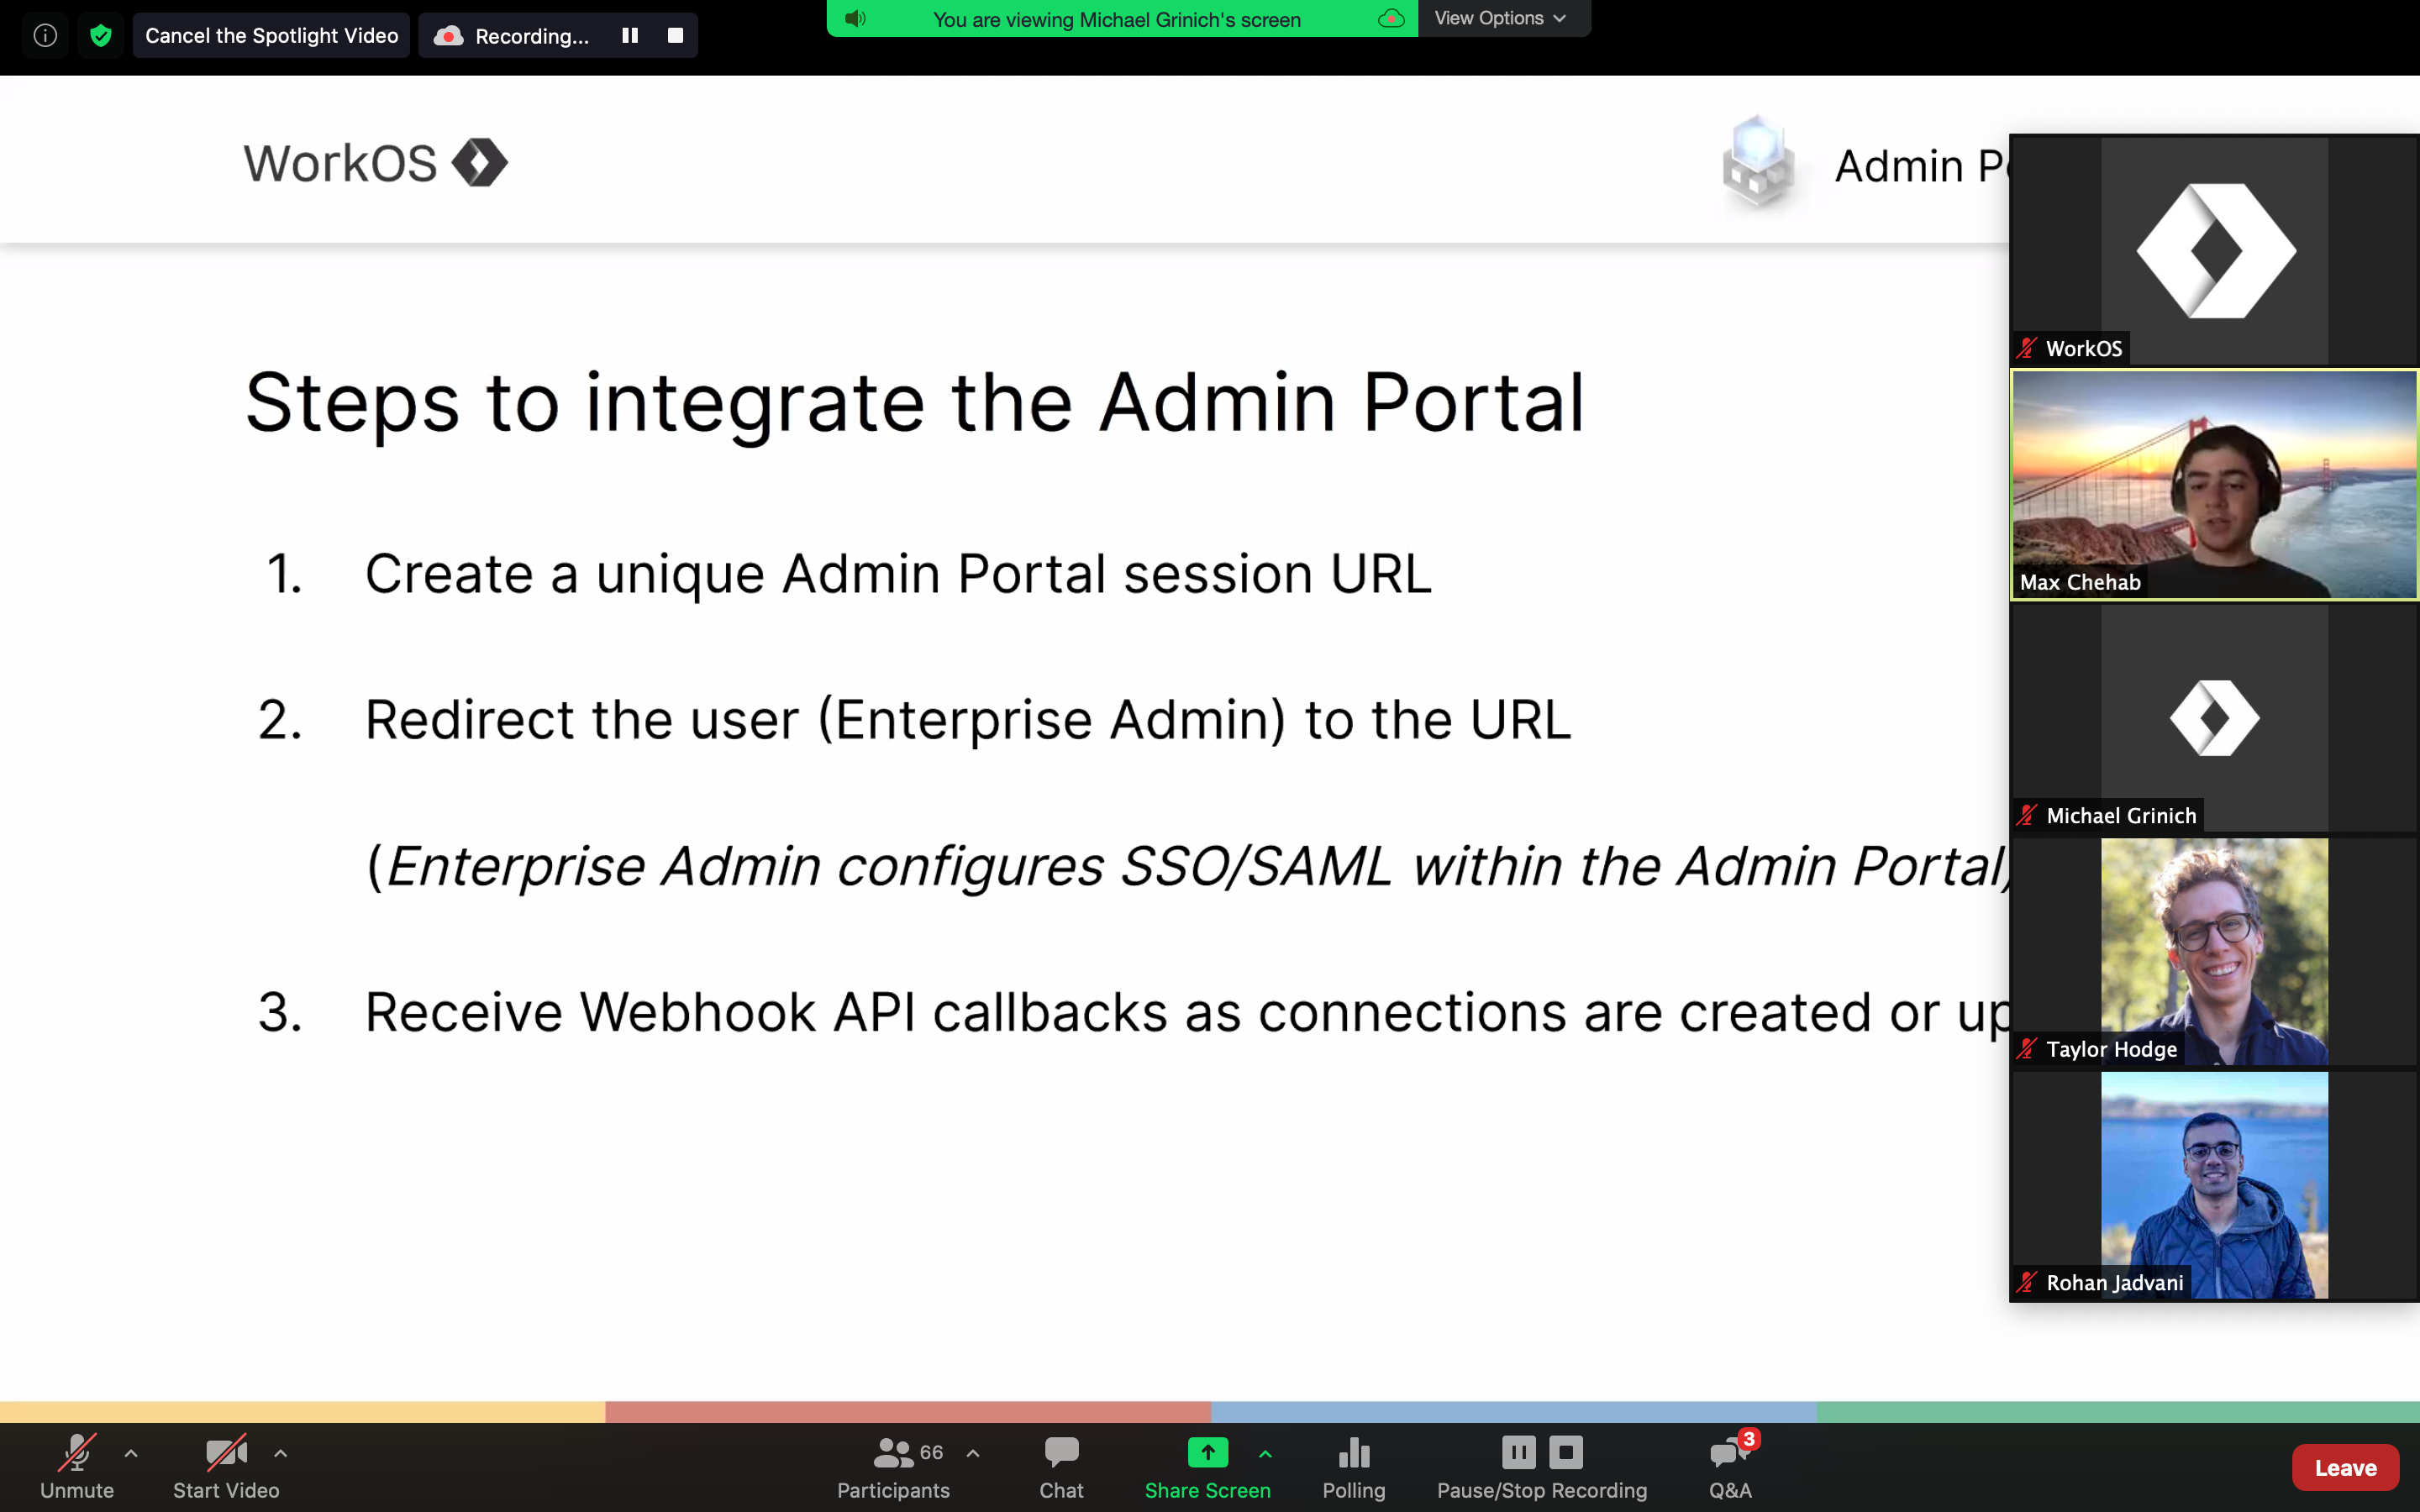 Cancel the Spotlight Video
Recording...
You are viewing Michael Grinich's screen
View Options
WorkOS
Admin
Steps to integrate the Admin Portal
1. Create a unique Admin Portal session URL
2. Redirect the user (Enterprise Admin) to the URL
(Enterprise Admin configures SSO/SAML within the Admin Portal)
3. Receive Webhook API callbacks as connections are created or
WorkOS
Max Chehab
Michael Grinich
Taylor Hodge
Rohan Jadvani
Unmute
Start Video
66
Participants
Chat
Share Screen
Polling
Pause/Stop Recording
3
Q&A
Leave